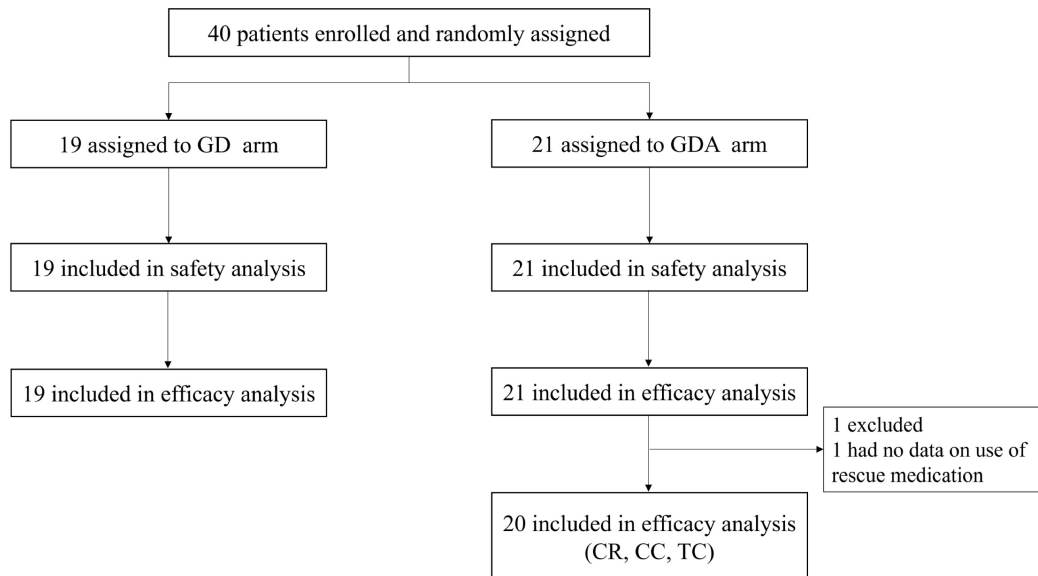 40 patients enrolled and randomly assigned
19 assigned to GD arm
21 assigned to GDA arm
19 included in safety analysis
21 included in safety analysis
19 included in efficacy analysis
21 included in efficacy analysis
1 excluded
1 had no data on use of
rescue medication
20 included in efficacy analysis
(CR, CC, TC)